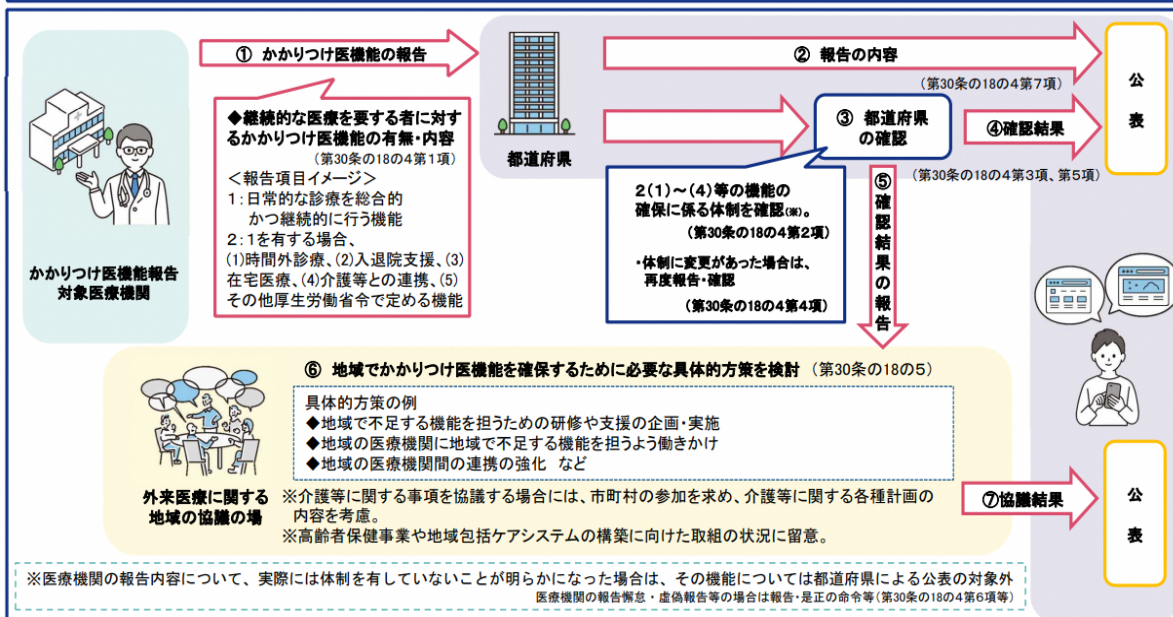 ① かかりつけ医機能の報告
② 報告の内容
(第30条の18の4第7項)
公
表
◆継続的な医療を要する者に対す
るかかりつけ医機能の有無・内容
(第30条の18の4第1項)
＜報告項目イメージ＞
1：日常的な診療を総合的
かつ継続的に行う機能
2：1を有する場合、
(1)時間外診療、(2)入退院支援、(3)
在宅医療、(4)介護等との連携、(5)
その他厚生労働省令で定める機能
都道府県
③ 都道府県
の確認
④確認結果
(第30条の18の4第3項、第5項)
2(1)～(4)等の機能の
確保に係る体制を確認(※)。
(第30条の18の4第2項)
・体制に変更があった場合は、
再度報告・確認
(第30条の18の4第4項)
⑤確認結果の報告
かかりつけ医機能報告
対象医療機関
⑥ 地域でかかりつけ医機能を確保するために必要な具体的方策を検討 (第30条の18の5)
具体的方策の例
◆地域で不足する機能を担うための研修や支援の企画・実施
◆地域の医療機関に地域で不足する機能を担うよう働きかけ
◆地域の医療機関間の連携の強化 など
外来医療に関する
地域の協議の場
※介護等に関する事項を協議する場合には、市町村の参加を求め、介護等に関する各種計画の
内容を考慮。
※高齢者保健事業や地域包括ケアシステムの構築に向けた取組の状況に留意。
⑦協議結果
公
表
※医療機関の報告内容について、実際には体制を有していないことが明らかになった場合は、その機能については都道府県による公表の対象外
医療機関の報告懈怠・虚偽報告等の場合は報告・是正の命令等(第30条の18の4第6項等)